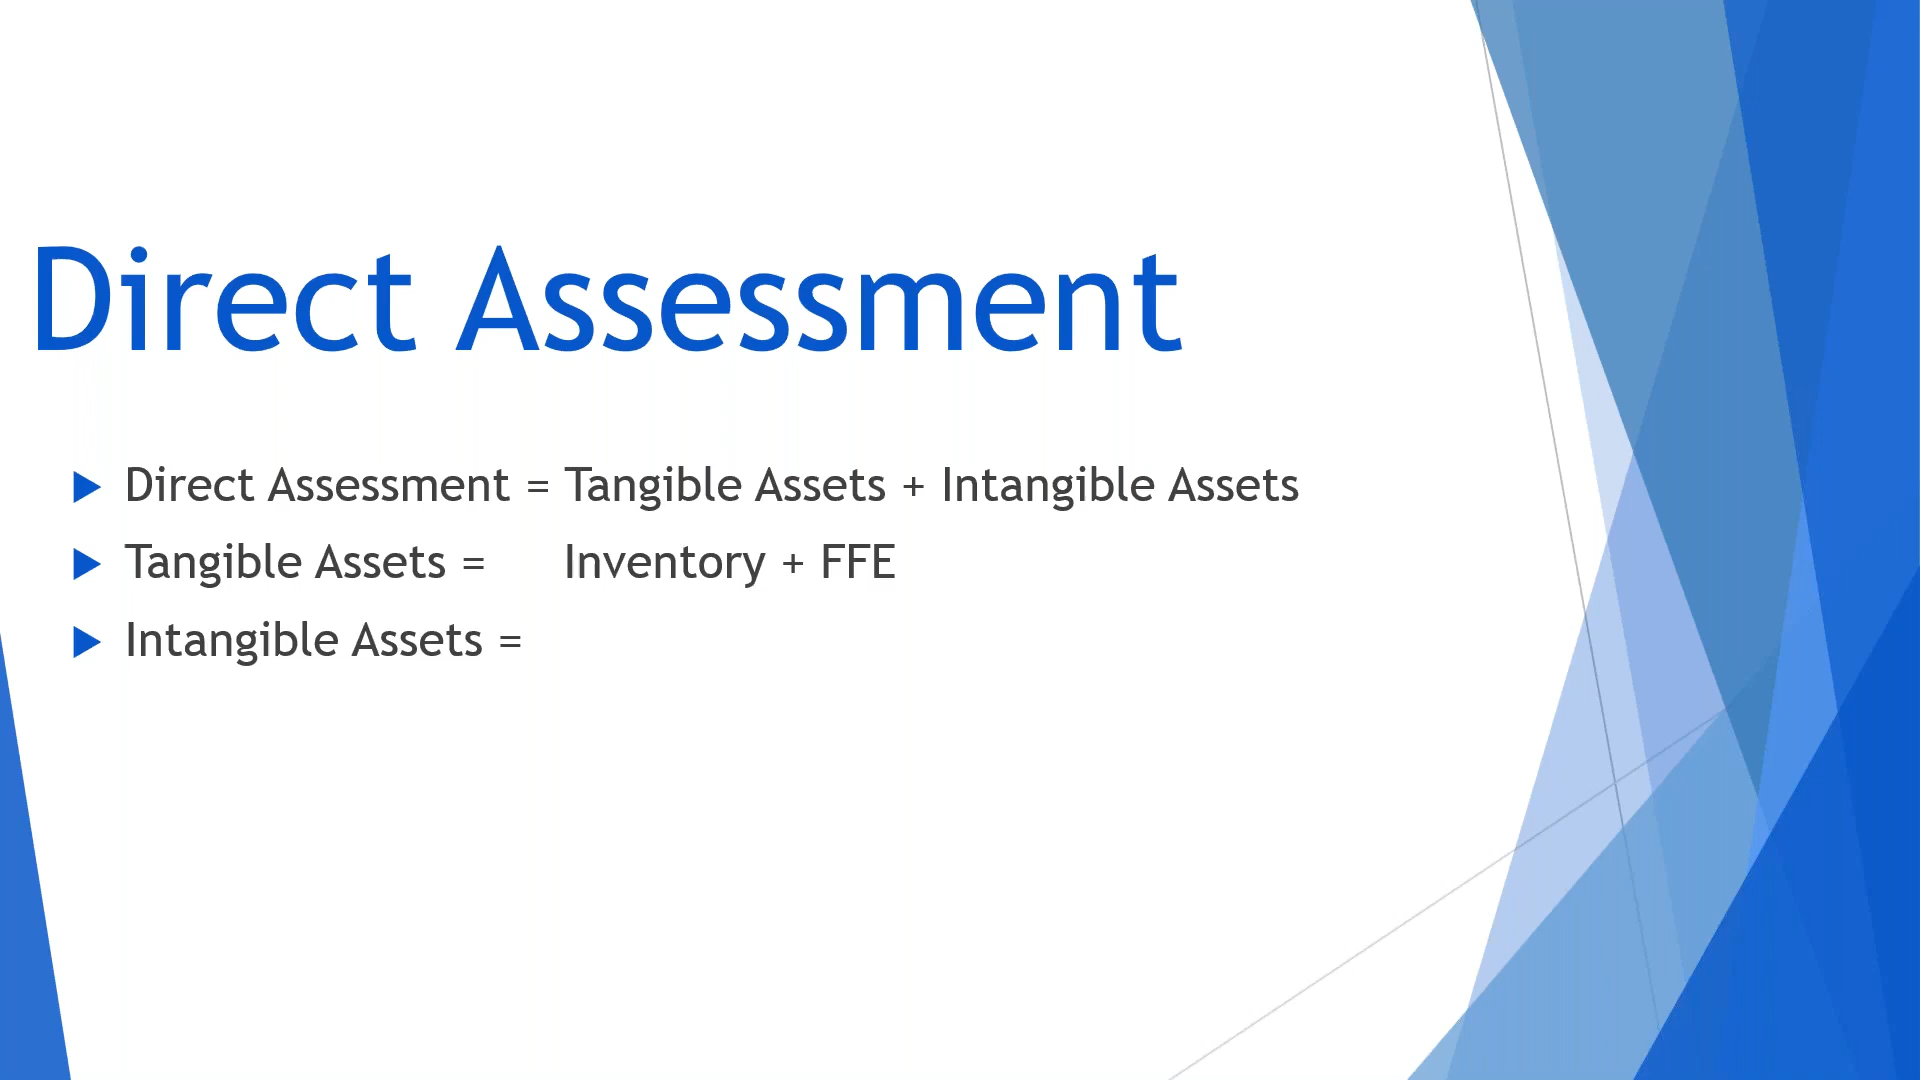 Direct Assessment
Direct Assessment = Tangible Assets + Intangible Assets
Tangible Assets = Inventory + FFE
Intangible Assets =